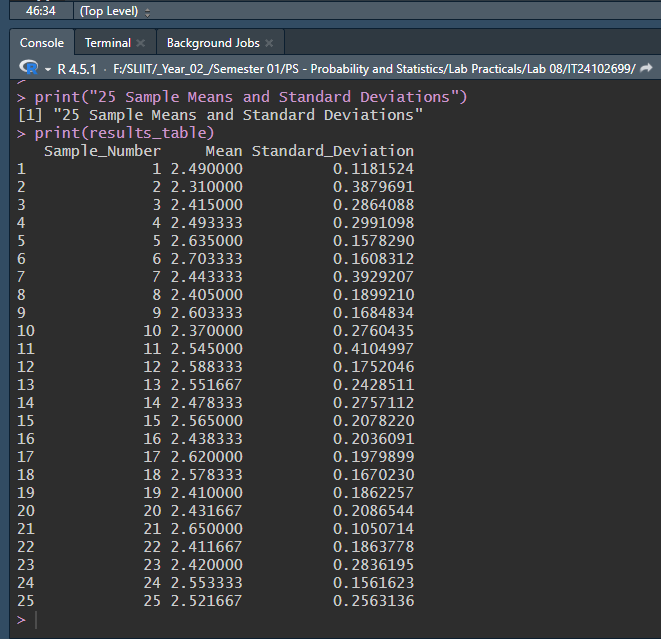 46:34 (Top Level)
Console Terminal Background Jobs
R 4.5.1 · F:/SLIIT/_Year_02_/Semester 01/PS - Probability and Statistics/Lab Practicals/Lab 08/IT24102699/
> print("25 Sample Means and Standard Deviations")
[1] "25 Sample Means and Standard Deviations"
> print(results_table)
Sample_Number Mean Standard_Deviation
1 1 2.490000 0.1181524
2 2 2.310000 0.3879691
3 3 2.415000 0.2864088
4 4 2.493333 0.2991098
5 5 2.635000 0.1578290
6 6 2.703333 0.1608312
7 7 2.443333 0.3929207
8 8 2.405000 0.1899210
9 9 2.603333 0.1684834
10 10 2.370000 0.2760435
11 11 2.545000 0.4104997
12 12 2.588333 0.1752046
13 13 2.551667 0.2428511
14 14 2.478333 0.2757112
15 15 2.565000 0.2078220
16 16 2.438333 0.2036091
17 17 2.620000 0.1979899
18 18 2.578333 0.1670230
19 19 2.410000 0.1862257
20 20 2.431667 0.2086544
21 21 2.650000 0.1050714
22 22 2.411667 0.1863778
23 23 2.420000 0.2836195
24 24 2.553333 0.1561623
25 25 2.521667 0.2563136
>